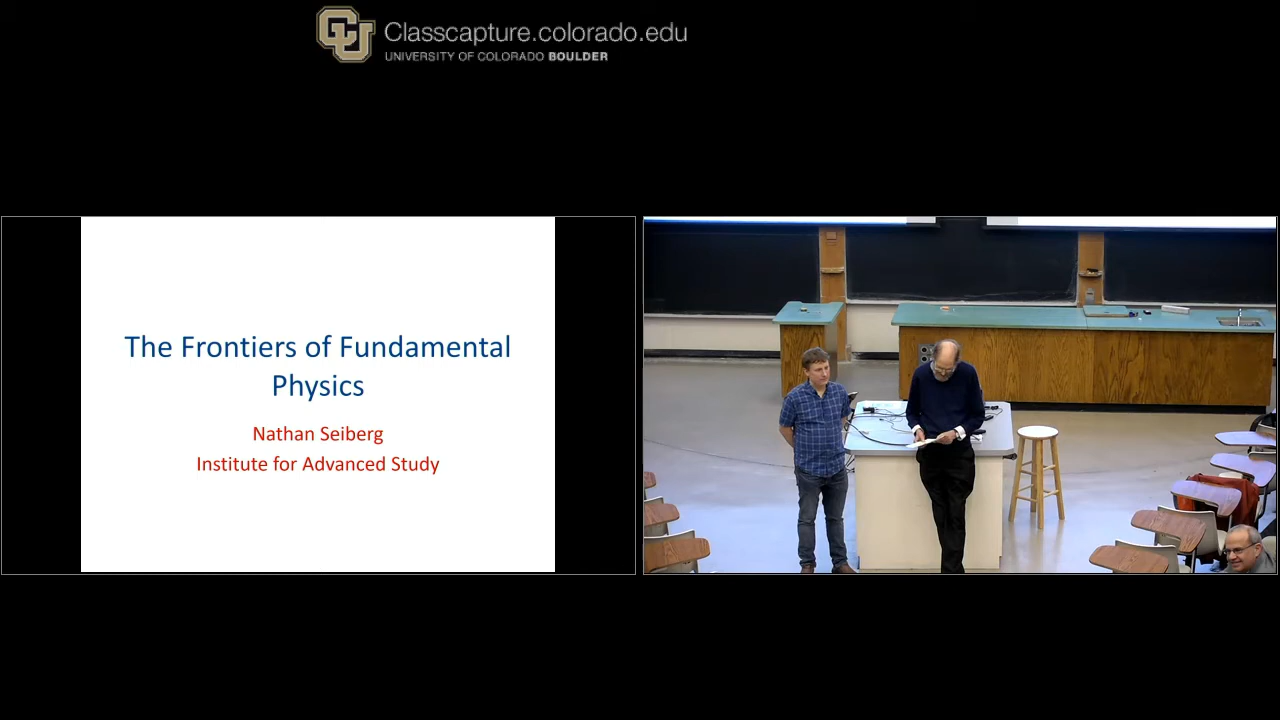 Classcapture.colorado.edu
UNIVERSITY OF COLORADO BOULDER
The Frontiers of Fundamental
Physics
Nathan Seiberg
Institute for Advanced Study